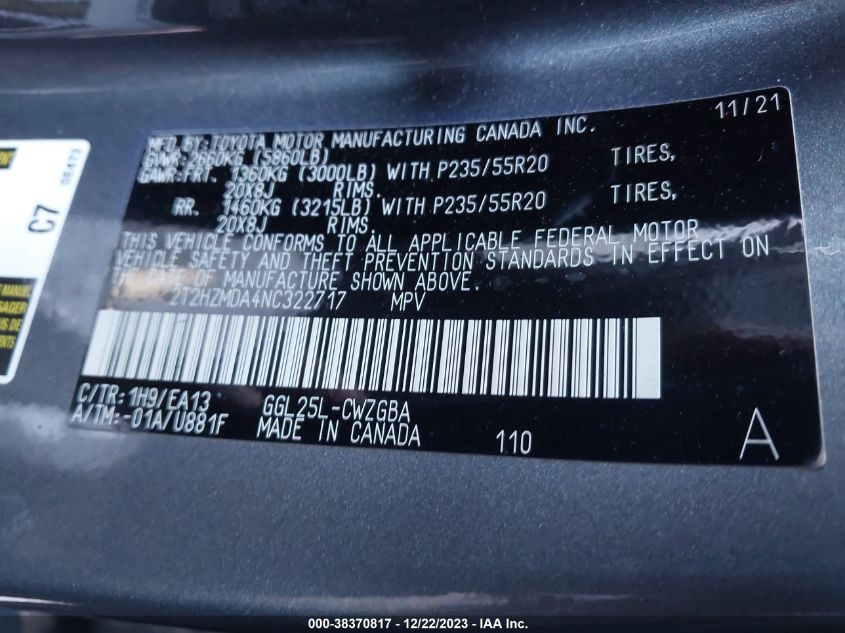 MFD. BY: TOYOTA MOTOR MANUFACTURING CANADA INC. 11/21
GVWR: 2660KG (5860LB)
GAWR: FRT. 1360KG (3000LB) WITH P235/55R20 TIRES,
20X8J RIMS.
RR. 1460KG (3215LB) WITH P235/55R20 TIRES,
20X8J RIMS.
THIS VEHICLE CONFORMS TO ALL APPLICABLE FEDERAL MOTOR
VEHICLE SAFETY AND THEFT PREVENTION STANDARDS IN EFFECT ON
THE DATE OF MANUFACTURE SHOWN ABOVE.
2T2HZMDA4NC322717 MPV
C/TR: 1H9/EA13 GGL25L-CWZGBA
A/TM: -01A/U881F MADE IN CANADA 110 A
C7
000-38370817 - 12/22/2023 - IAA Inc.